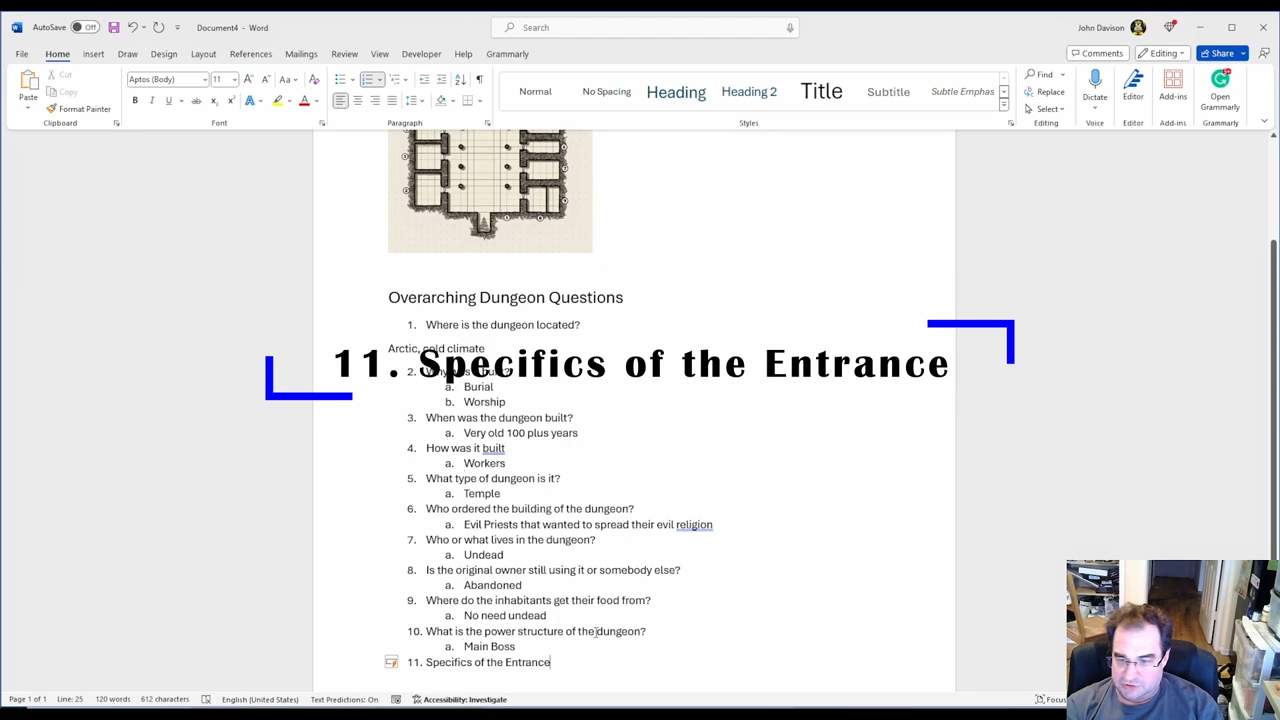 AutoSave Off Document4 - Word Search John Davison
File Home Insert Draw Design Layout References Mailings Review View Developer Help Grammarly Comments Editing Share
Paste Cut Copy Format Painter Aptos (Body) 11 Normal No Spacing Heading Heading 2 Title Subtitle Subtle Emphas Find Replace Select Dictate Editor Add-ins Open Grammarly
Clipboard Font Paragraph Styles Editing Voice Editor Add-ins Grammarly
Overarching Dungeon Questions
1. Where is the dungeon located?
Arctic, cold climate
11. Specifics of the Entrance
a. Burial
b. Worship
3. When was the dungeon built?
a. Very old 100 plus years
4. How was it built
a. Workers
5. What type of dungeon is it?
a. Temple
6. Who ordered the building of the dungeon?
a. Evil Priests that wanted to spread their evil religion
7. Who or what lives in the dungeon?
a. Undead
8. Is the original owner still using it or somebody else?
a. Abandoned
9. Where do the inhabitants get their food from?
a. No need undead
10. What is the power structure of the dungeon?
a. Main Boss
11. Specifics of the Entrance
Page 1 of 1 Line: 25 120 words 612 characters English (United States) Text Predictions: On Accessibility: Investigate Focus